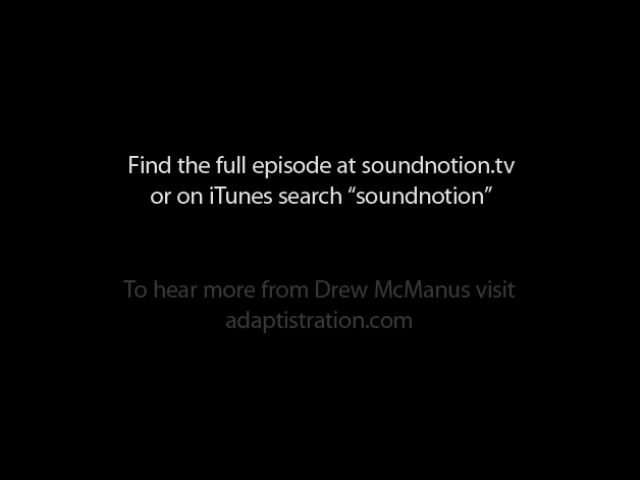 Find the full episode at soundnotion.tv
or on iTunes search “soundnotion”
To hear more from Drew McManus visit
adaptistration.com